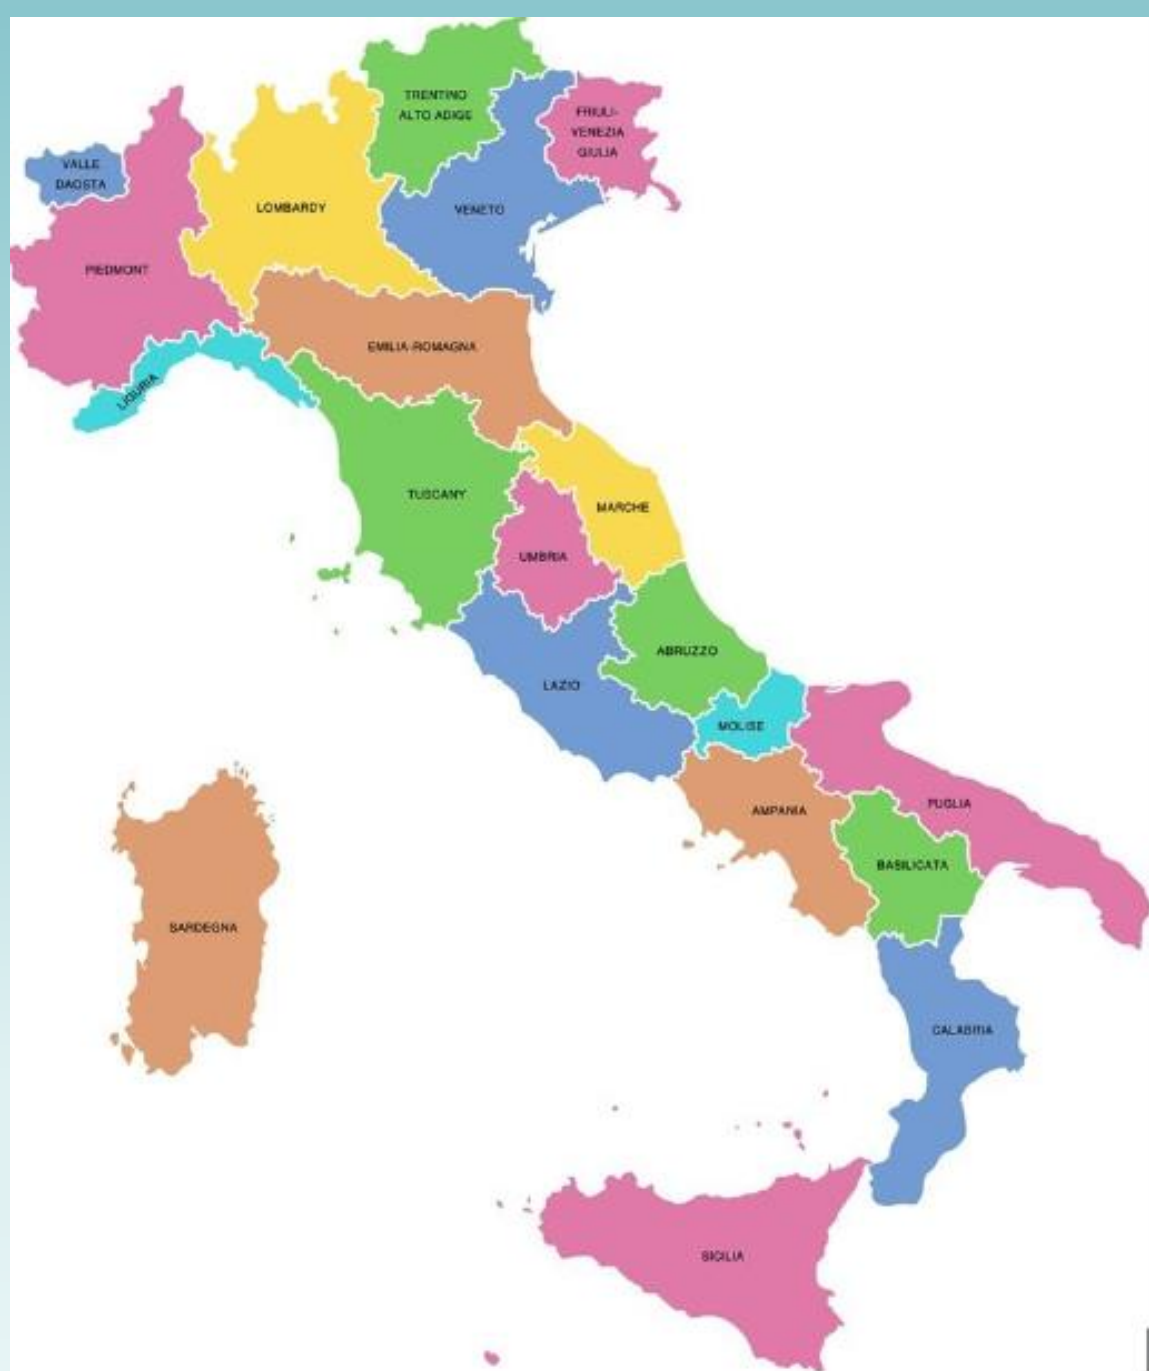 TRENTINO
ALTO ADIGE
FRIULI-
VENEZIA
GIULIA
VALLE
DAOSTA
LOMBARDY
VENETO
PIEDMONT
EMILIA-ROMAGNA
LIGURIA
TUSCANY
MARCHE
UMBRIA
ABRUZZO
LAZIO
MOLISE
PUGLIA
AMPANIA
BASILICATA
SARDEGNA
CALABRIA
SICILIA